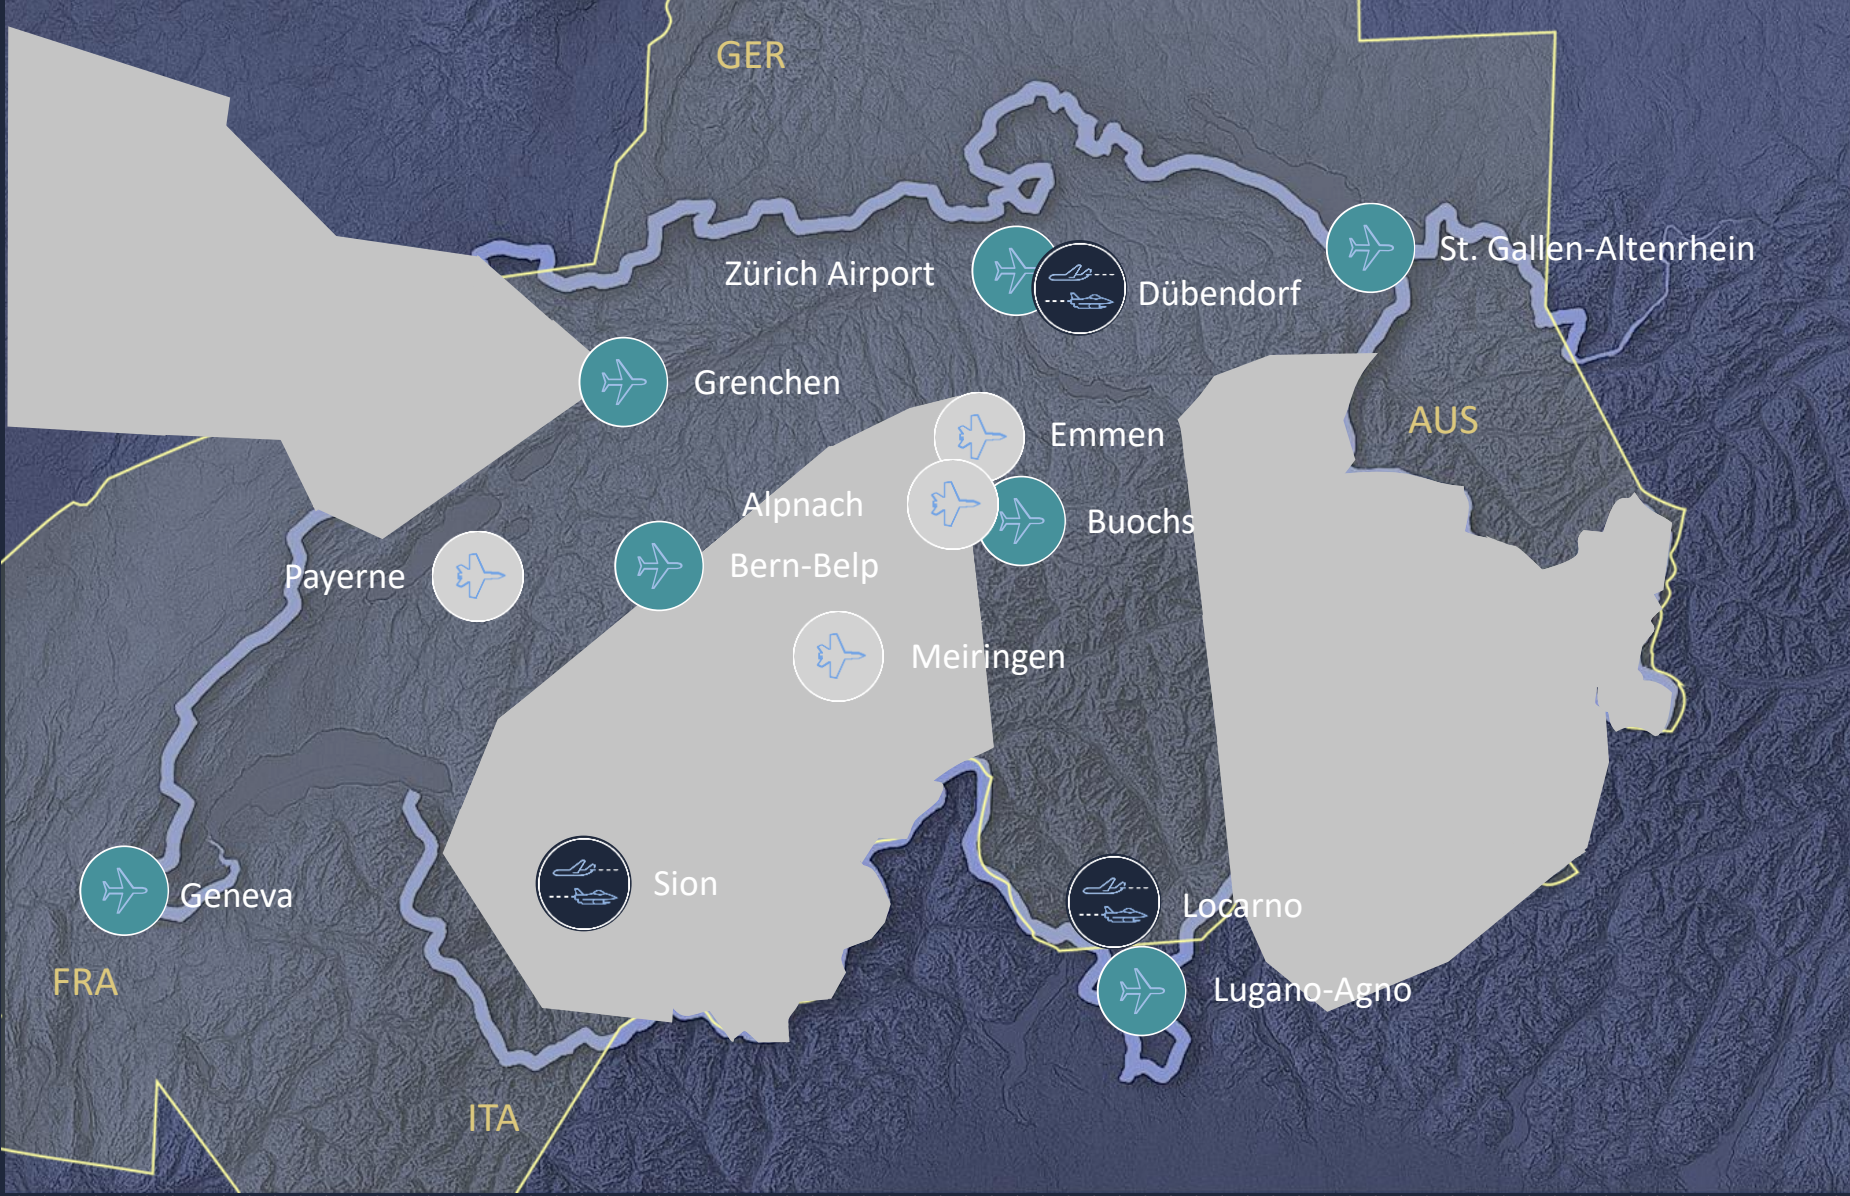 GER
St. Gallen-Altenrhein
Zürich Airport
Dübendorf
Grenchen
AUS
Emmen
Alpnach
Buochs
Bern-Belp
Payerne
Meiringen
Sion
Geneva
Locarno
FRA
Lugano-Agno
ITA